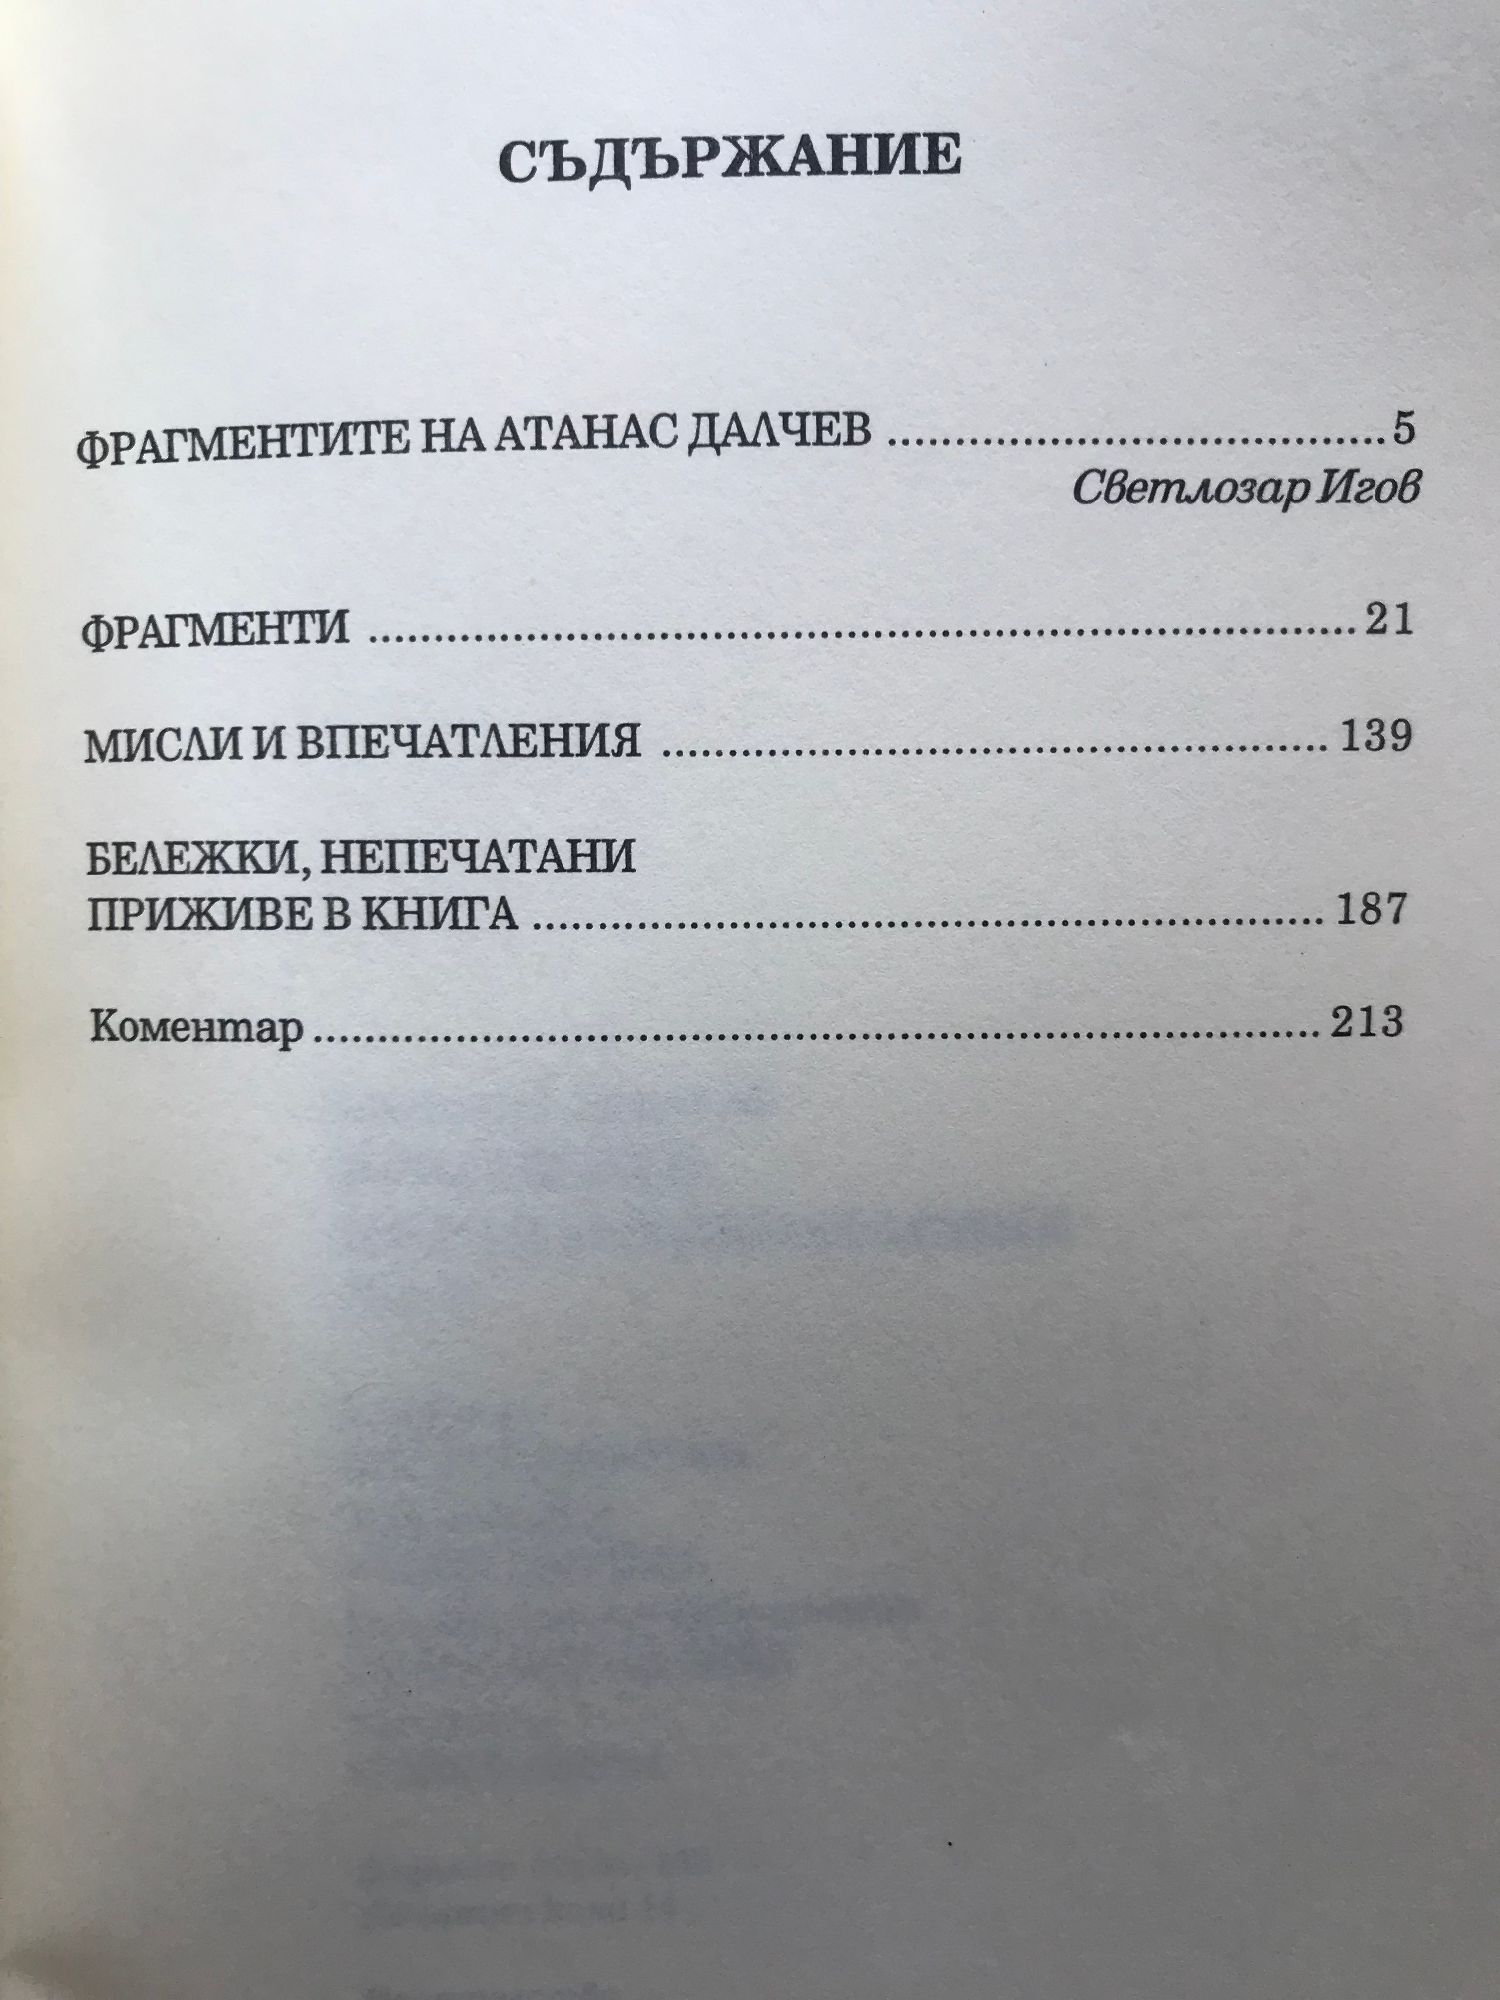 СЪДЪРЖАНИЕ
ФРАГМЕНТИТЕ НА АТАНАС ДАЛЧЕВ ..................................... 5
Светлозар Игов
ФРАГМЕНТИ ........................................................................... 21
МИСЛИ И ВПЕЧАТЛЕНИЯ .................................................. 139
БЕЛЕЖКИ, НЕПЕЧАТАНИ
ПРИЖИВЕ В КНИГА ........................................................... 187
Коментар ........................................................................... 213